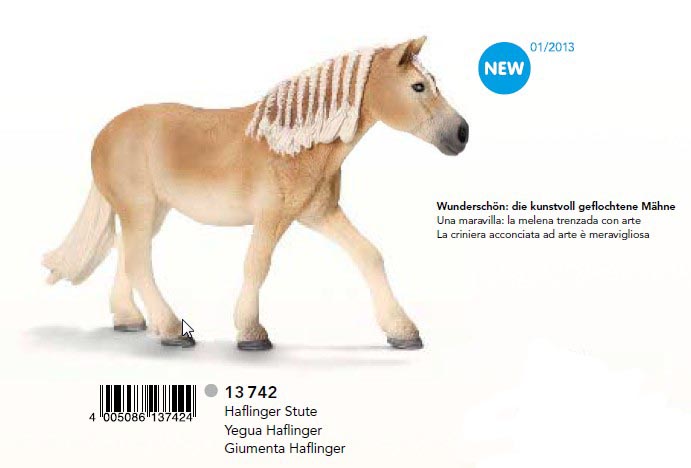 01/2013
NEW
Wunderschön: die kunstvoll geflochtene Mähne
Una maravilla: la melena trenzada con arte
La criniera acconciata ad arte è meravigliosa
13 742
Haflinger Stute
Yegua Haflinger
Giumenta Haflinger
4 005086 137424